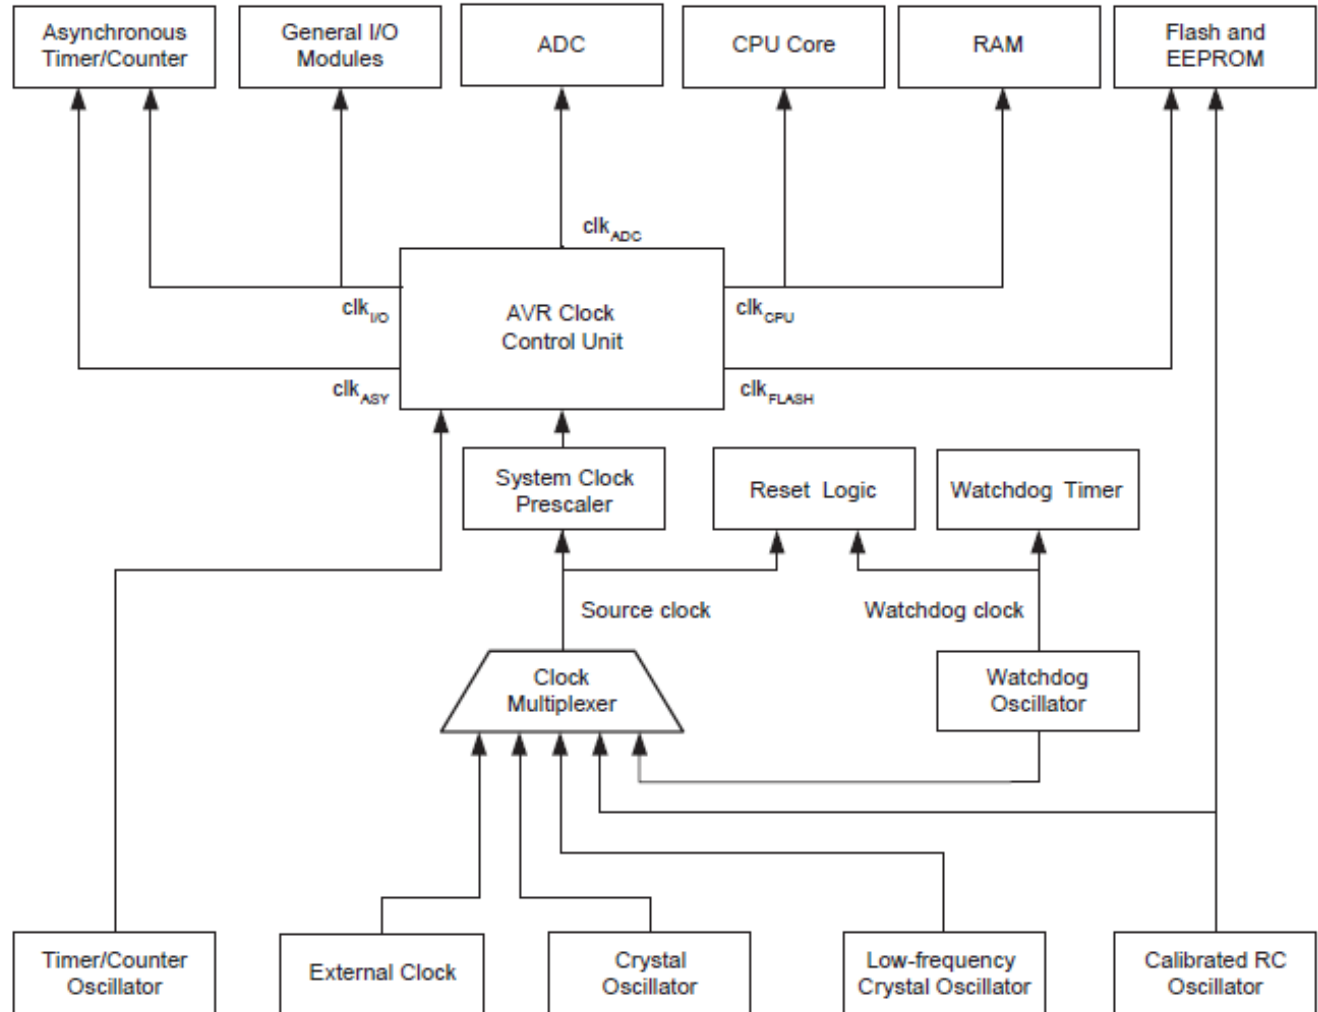 Asynchronous
Timer/Counter
General I/O
Modules
ADC
CPU Core
RAM
Flash and
EEPROM
clkADC
clkI/O
AVR Clock
Control Unit
clkCPU
clkASY
clkFLASH
System Clock
Prescaler
Reset Logic
Watchdog Timer
Source clock
Watchdog clock
Clock
Multiplexer
Watchdog
Oscillator
Timer/Counter
Oscillator
External Clock
Crystal
Oscillator
Low-frequency
Crystal Oscillator
Calibrated RC
Oscillator